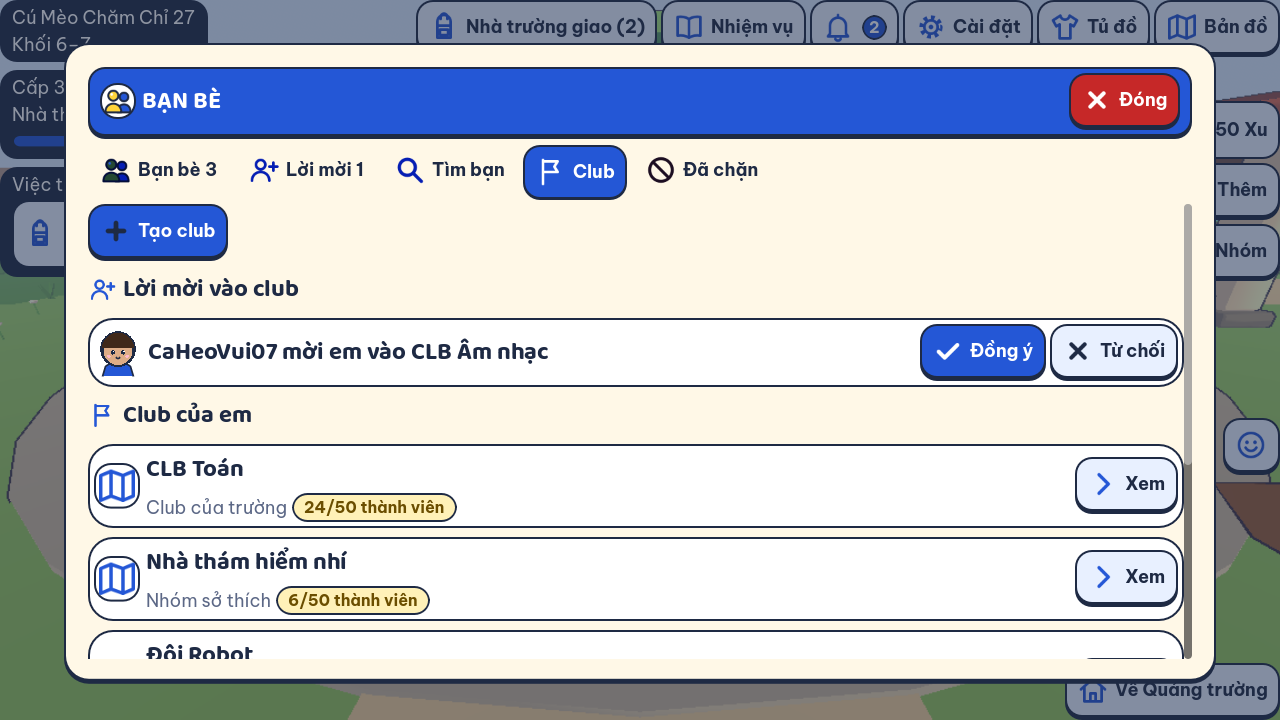 Cú Mèo Chăm Chỉ 27
Khối 6–7
Nhà trường giao (2)
Nhiệm vụ
2
Cài đặt
Tủ đồ
Bản đồ
Cấp 3
BẠN BÈ
Đóng
50 Xu
Bạn bè 3
Lời mời 1
Tìm bạn
Club
Đã chặn
Việc
Thêm
Tạo club
Nhóm
Lời mời vào club
CaHeoVui07 mời em vào CLB Âm nhạc
Đồng ý
Từ chối
Club của em
CLB Toán
Club của trường 24/50 thành viên
Xem
Nhà thám hiểm nhí
Nhóm sở thích 6/50 thành viên
Xem
Đội Robot
Về Quảng trường